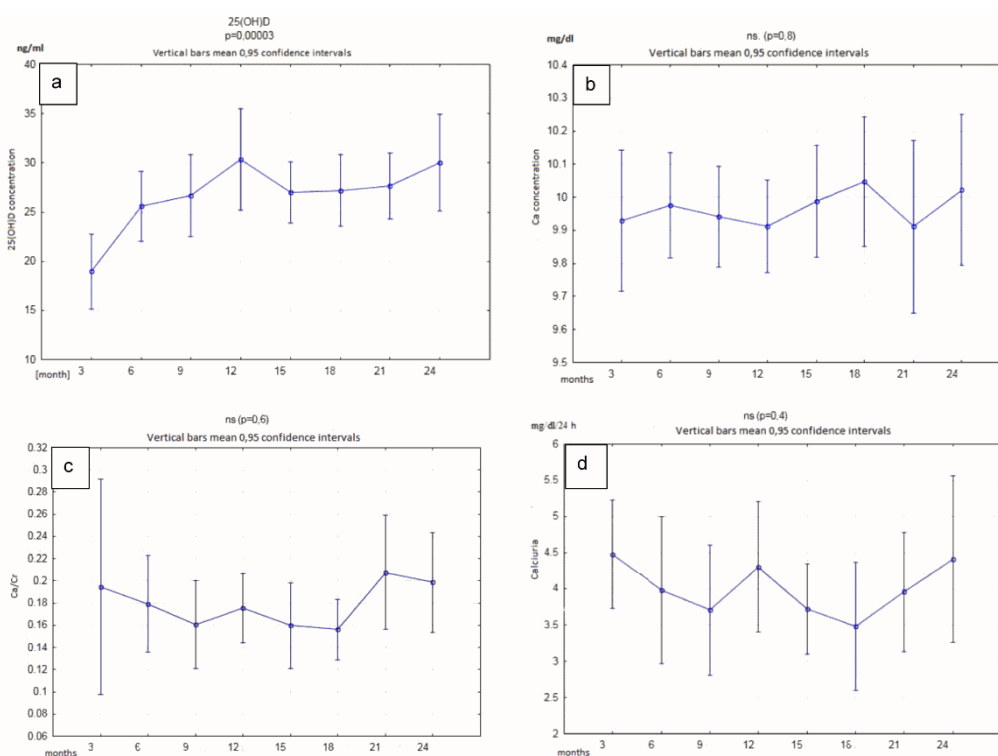 25(OH)D
p=0.00003
ng/ml
Vertical bars mean 0,95 confidence intervals
a
40
35
30
25
20
15
10
25(OH)D concentration
[month] 3 6 9 12 15 18 21 24
mg/dl
ns. (p=0,8)
Vertical bars mean 0,95 confidence intervals
b
10.4
10.3
10.2
10.1
10
9.9
9.8
9.7
9.6
9.5
Ca concentration
months 3 6 9 12 15 18 21 24
ns (p=0,6)
Vertical bars mean 0,95 confidence intervals
c
0.32
0.3
0.28
0.26
0.24
0.22
0.2
0.18
0.16
0.14
0.12
0.1
0.08
0.06
Ca/Cr
months 3 6 9 12 15 18 21 24
mg/dl/24 h
ns (p=0,4)
Vertical bars mean 0,95 confidence intervals
d
6
5.5
5
4.5
4
3.5
3
2.5
2
Calciuria
months 3 6 9 12 15 18 21 24